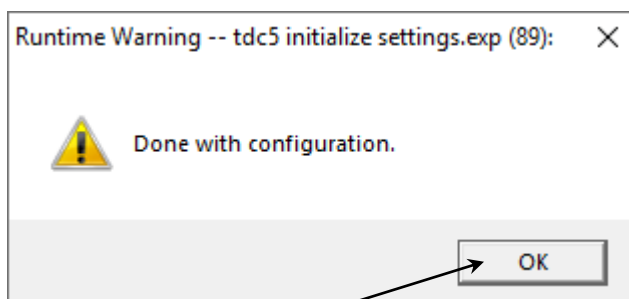 Runtime Warning -- tdc5 initialize settings.exp (89):
Done with configuration.
OK